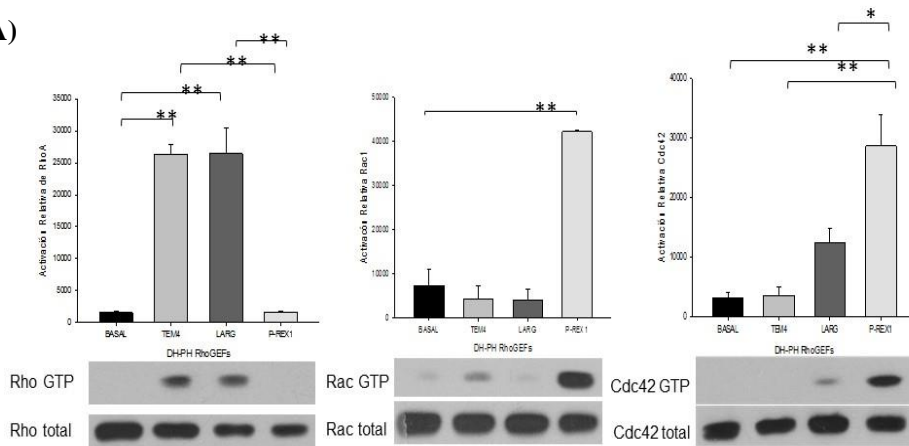 A)
**
**
**
**
Activación Relativa de RhoA
35000
30000
25000
20000
15000
10000
5000
0
BASAL TEM4 LARG P-REX1
DH-PH RhoGEFs
Rho GTP
Rho total
**
Activación Relativa Rac1
50000
40000
30000
20000
10000
0
BASAL TEM4 LARG P-REX1
DH-PH RhoGEFs
Rac GTP
Rac total
*
**
**
Activación Relativa Cdc42
40000
30000
20000
10000
0
BASAL TEM4 LARG P-REX1
DH-PH RhoGEFs
Cdc42 GTP
Cdc42 total